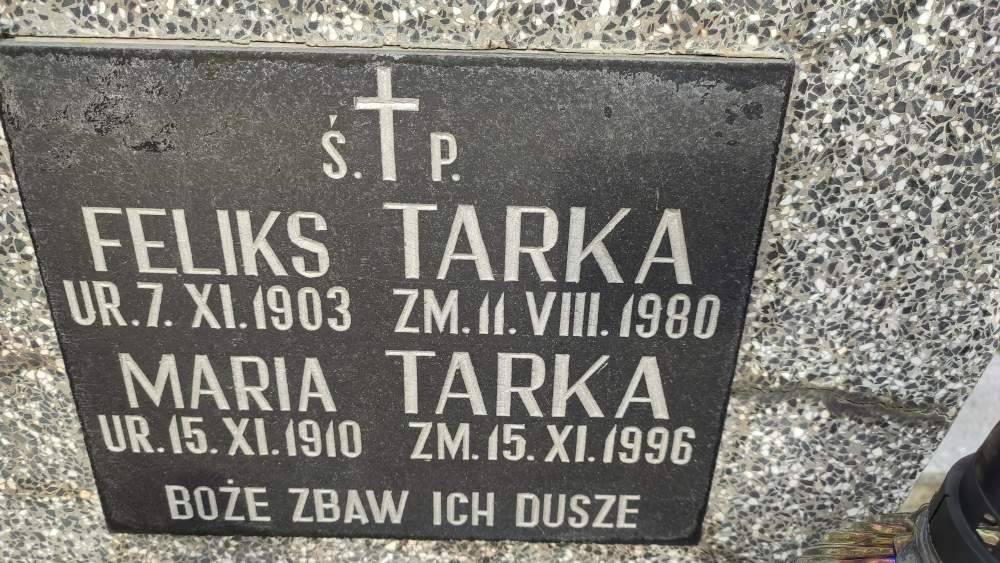 Ś. P.
FELIKS TARKA
UR. 7. XI. 1903 ZM. 11. VIII. 1980
MARIA TARKA
UR. 15. XI. 1910 ZM. 15. XI. 1996
BOŻE ZBAW ICH DUSZE